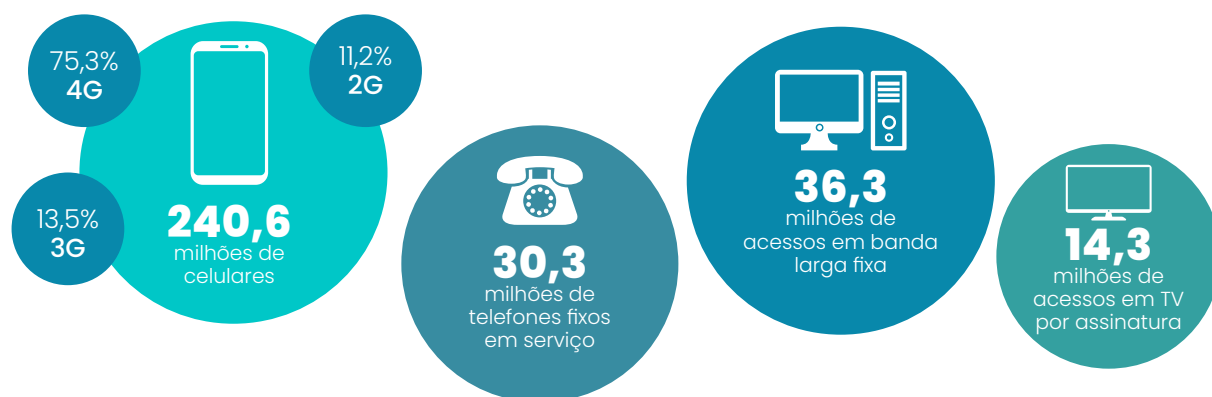 75,3%
4G
11,2%
2G
13,5%
3G
240,6
milhões de
celulares
30,3
milhões de
telefones fixos
em serviço
36,3
milhões de
acessos em banda
larga fixa
14,3
milhões de
acessos em TV
por assinatura